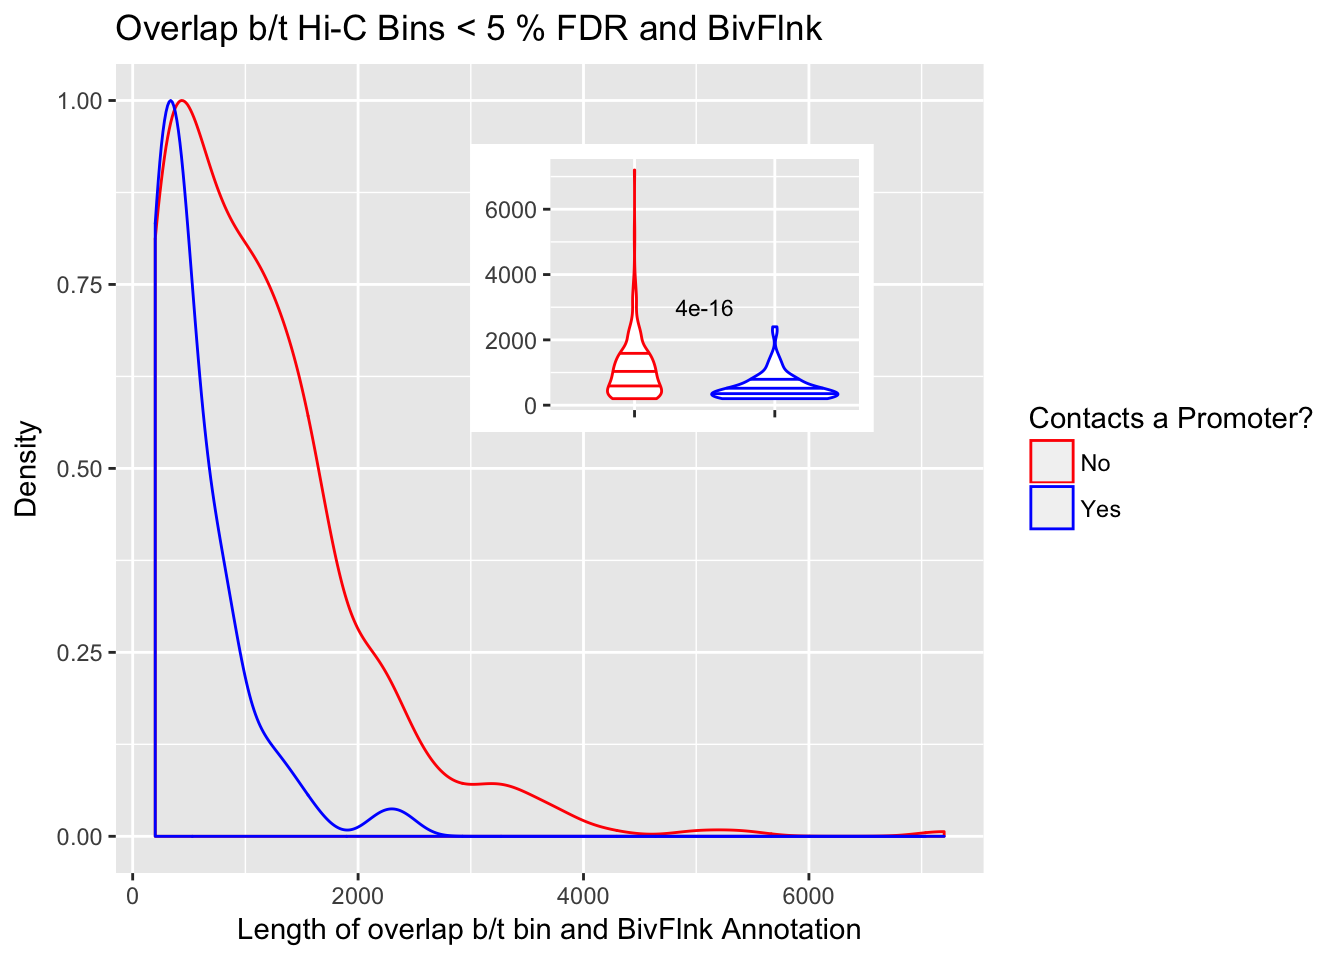 Overlap b/t Hi-C Bins < 5 % FDR and BivFlnk
1.00
0.75
0.50
0.25
0.00
Density
6000
4000
2000
0
4e-16
Contacts a Promoter?
No
Yes
0
2000
4000
6000
Length of overlap b/t bin and BivFlnk Annotation